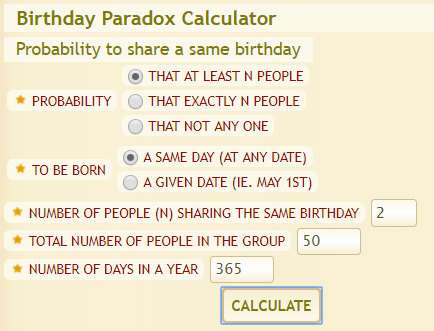 Birthday Paradox Calculator
Probability to share a same birthday
THAT AT LEAST N PEOPLE
PROBABILITY THAT EXACTLY N PEOPLE
THAT NOT ANY ONE
TO BE BORN A SAME DAY (AT ANY DATE)
A GIVEN DATE (IE. MAY 1ST)
NUMBER OF PEOPLE (N) SHARING THE SAME BIRTHDAY 2
TOTAL NUMBER OF PEOPLE IN THE GROUP 50
NUMBER OF DAYS IN A YEAR 365
CALCULATE